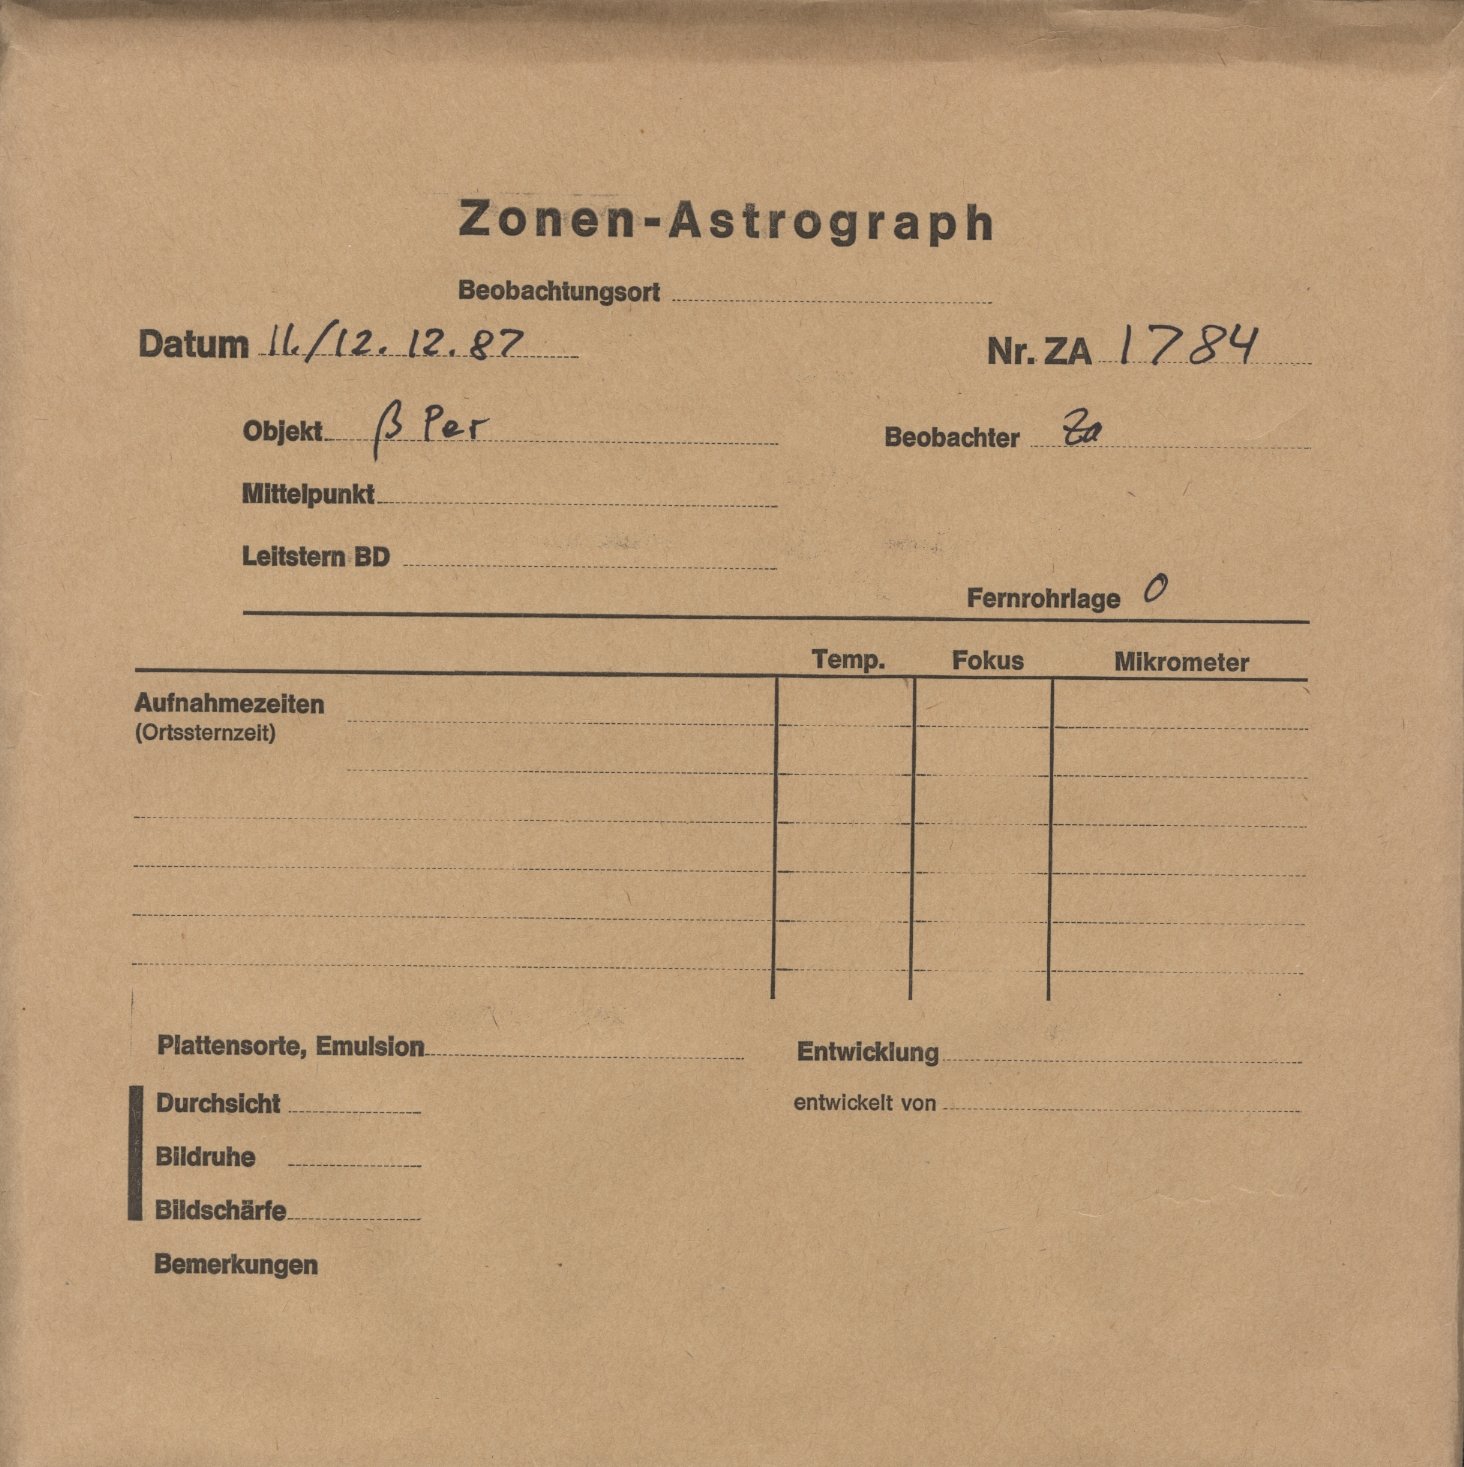 Zonen-Astrograph
Beobachtungsort
Datum 11./12. 12. 87
Nr. ZA 1784
Objekt β Per
Beobachter Za
Mittelpunkt
Leitstern BD
Fernrohrlage O
Temp. Fokus Mikrometer
Aufnahmezeiten
(Ortssternzeit)
Plattensorte, Emulsion
Entwicklung
Durchsicht
entwickelt von
Bildruhe
Bildschärfe
Bemerkungen